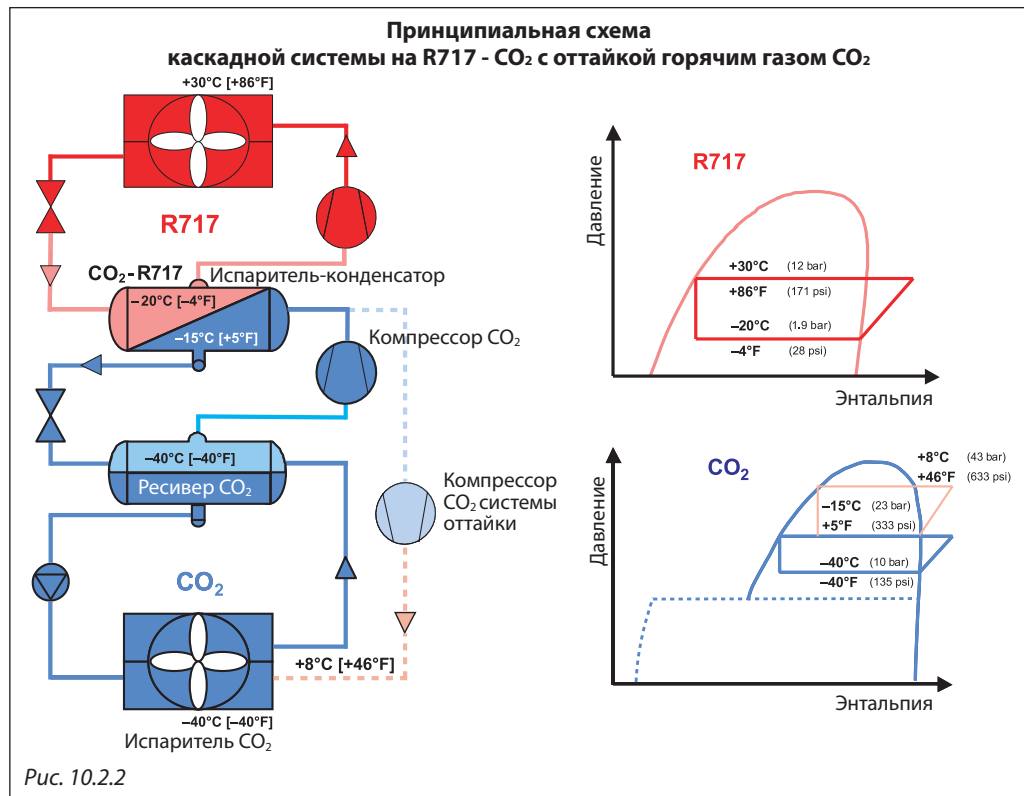 Принципиальная схема
каскадной системы на R717 - CO₂ с оттайкой горячим газом CO₂
+30°C [+86°F]
R717
CO₂-R717
Испаритель-конденсатор
–20°C [–4°F]
–15°C [+5°F]
Компрессор CO₂
–40°C [–40°F]
Ресивер CO₂
Компрессор
CO₂ системы
оттайки
CO₂
+8°C [+46°F]
–40°C [–40°F]
Испаритель CO₂
Давление
R717
+30°C (12 bar)
+86°F (171 psi)
–20°C (1.9 bar)
–4°F (28 psi)
Энтальпия
Давление
CO₂
+8°C (43 bar)
+46°F (633 psi)
–15°C (23 bar)
+5°F (333 psi)
–40°C (10 bar)
–40°F (135 psi)
Энтальпия
Рис. 10.2.2